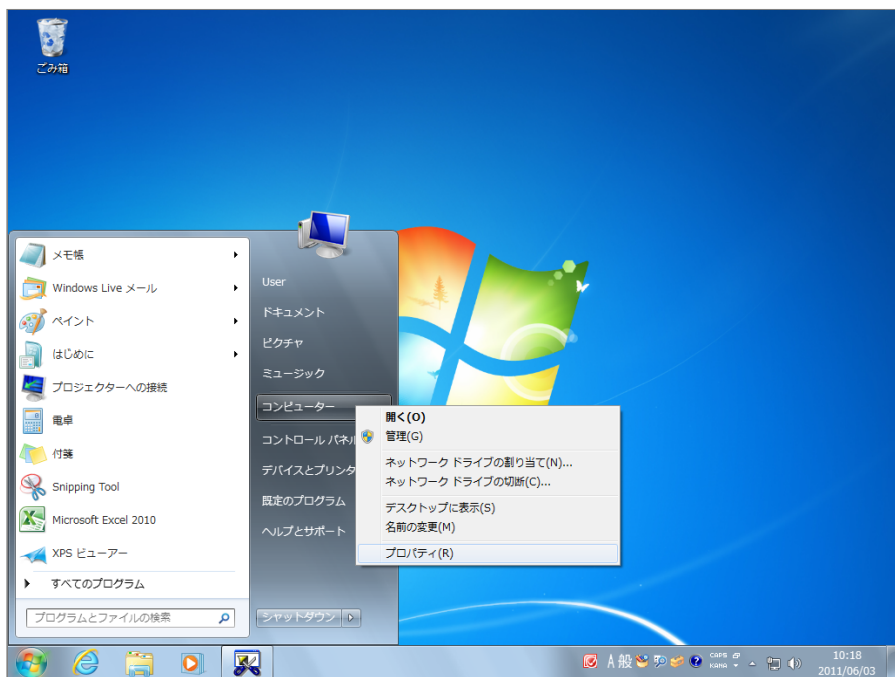 ごみ箱
メモ帳
Windows Live メール
ペイント
はじめに
プロジェクターへの接続
電卓
付箋
Snipping Tool
Microsoft Excel 2010
XPS ビューアー
すべてのプログラム
プログラムとファイルの検索
User
ドキュメント
ピクチャ
ミュージック
コンピューター
コントロール パネル
デバイスとプリンタ
既定のプログラム
ヘルプとサポート
シャットダウン
開く(O)
管理(G)
ネットワーク ドライブの割り当て(N)...
ネットワーク ドライブの切断(C)...
デスクトップに表示(S)
名前の変更(M)
プロパティ(R)
A 般
CAPS
KANA
10:18
2011/06/03